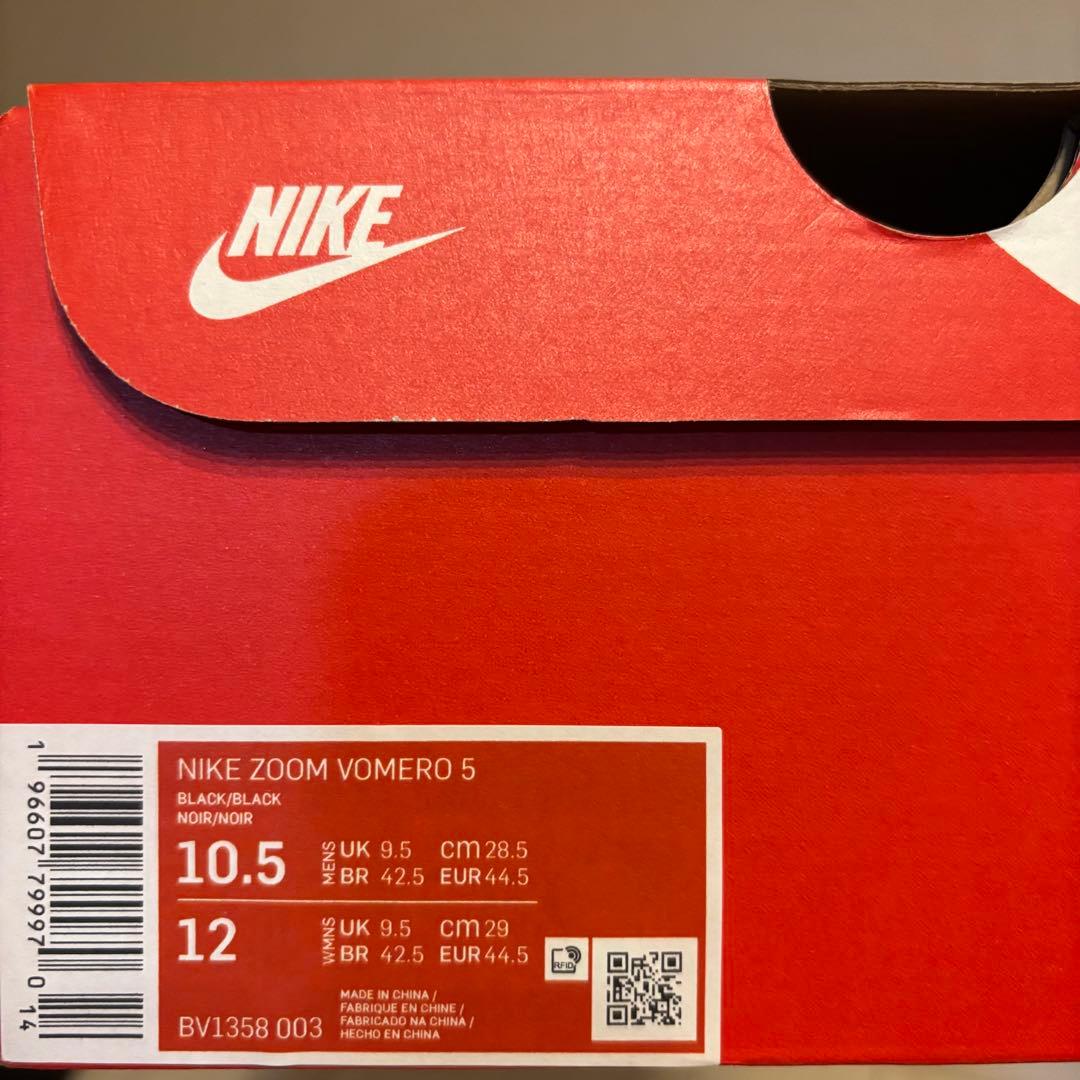 NIKE
NIKE ZOOM VOMERO 5
BLACK/BLACK
NOIR/NOIR
10.5 MENS UK 9.5 cm 28.5
BR 42.5 EUR 44.5
12 WMNS UK 9.5 cm 29
BR 42.5 EUR 44.5
RFID
MADE IN CHINA /
FABRIQUE EN CHINE /
FABRICADO NA CHINA /
HECHO EN CHINA
BV1358 003
1 96607 79997 0 14